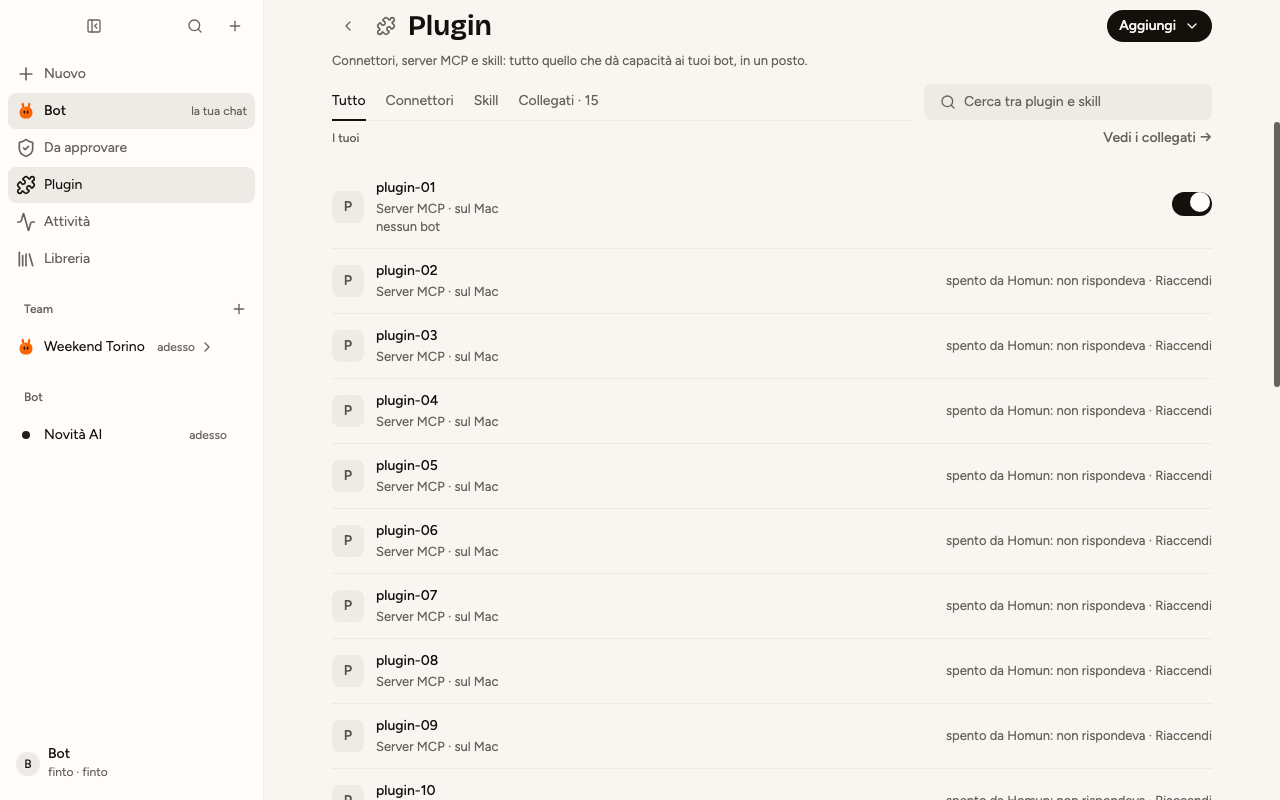 Plugin
Aggiungi
Connettori, server MCP e skill: tutto quello che dà capacità ai tuoi bot, in un posto.
Tutto
Connettori
Skill
Collegati · 15
Cerca tra plugin e skill
I tuoi
Vedi i collegati →
Nuovo
Bot
la tua chat
Da approvare
Plugin
Attività
Libreria
Team
Weekend Torino
adesso
Bot
Novità AI
adesso
B
Bot
finto · finto
P
plugin-01
Server MCP · sul Mac
nessun bot
P
plugin-02
Server MCP · sul Mac
spento da Homun: non rispondeva · Riaccendi
P
plugin-03
Server MCP · sul Mac
spento da Homun: non rispondeva · Riaccendi
P
plugin-04
Server MCP · sul Mac
spento da Homun: non rispondeva · Riaccendi
P
plugin-05
Server MCP · sul Mac
spento da Homun: non rispondeva · Riaccendi
P
plugin-06
Server MCP · sul Mac
spento da Homun: non rispondeva · Riaccendi
P
plugin-07
Server MCP · sul Mac
spento da Homun: non rispondeva · Riaccendi
P
plugin-08
Server MCP · sul Mac
spento da Homun: non rispondeva · Riaccendi
P
plugin-09
Server MCP · sul Mac
spento da Homun: non rispondeva · Riaccendi
plugin-10